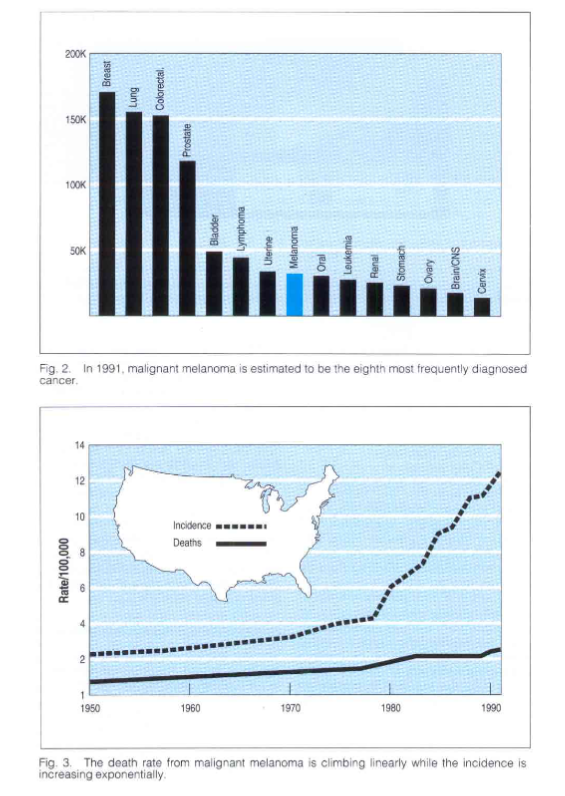 200K
150K
100K
50K
Breast
Lung
Colorectal.
Prostate
Bladder
Lymphoma
Uterine
Melanoma
Oral
Leukemia
Renal
Stomach
Ovary
Brain/CNS
Cervix
Fig. 2. In 1991, malignant melanoma is estimated to be the eighth most frequently diagnosed
cancer.
14
12
10
8
6
4
2
1
Rate/100,000
Incidence
Deaths
1950 1960 1970 1980 1990
Fig. 3. The death rate from malignant melanoma is climbing linearly while the incidence is
increasing exponentially.